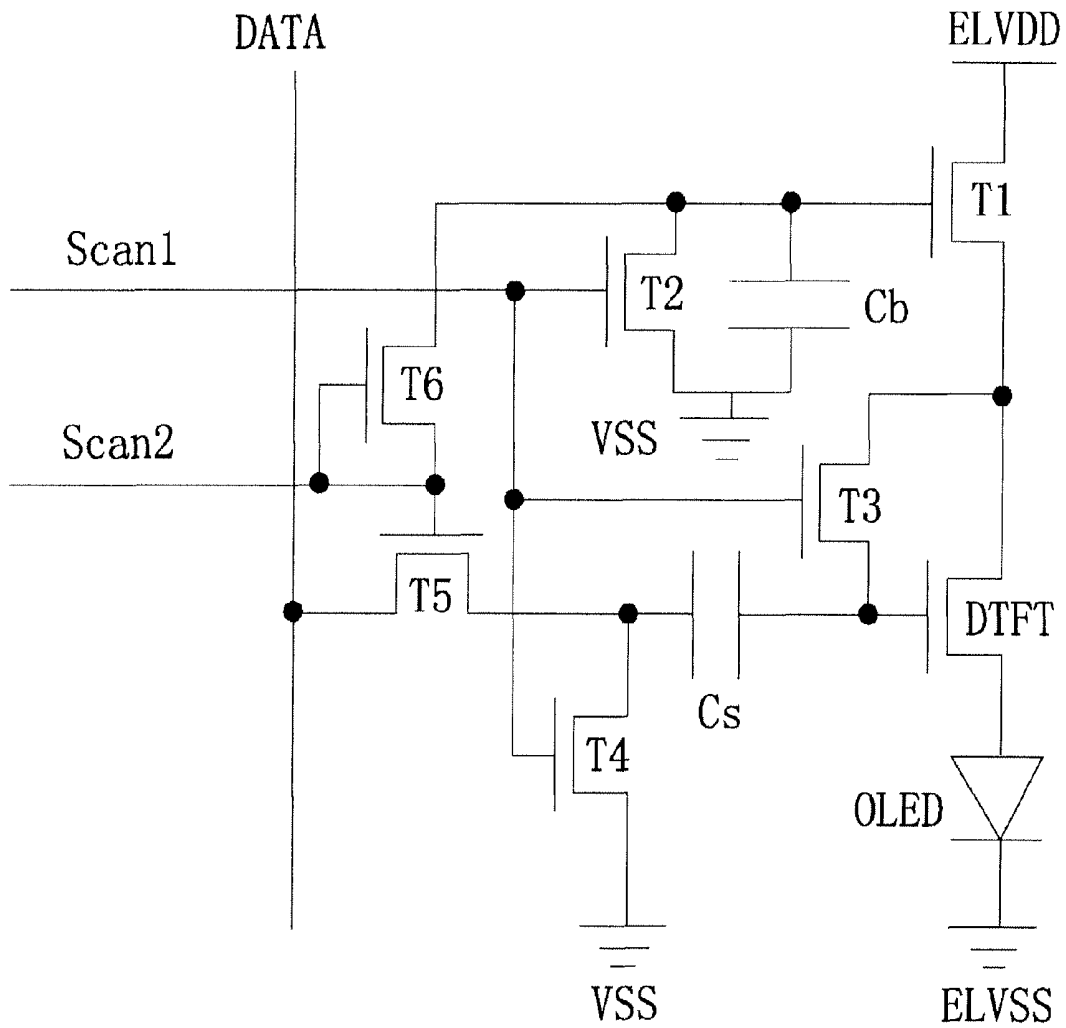 DATA
ELVDD
T1
Scan1
T2
Cb
T6
VSS
Scan2
T3
T5
DTFT
Cs
T4
OLED
VSS
ELVSS